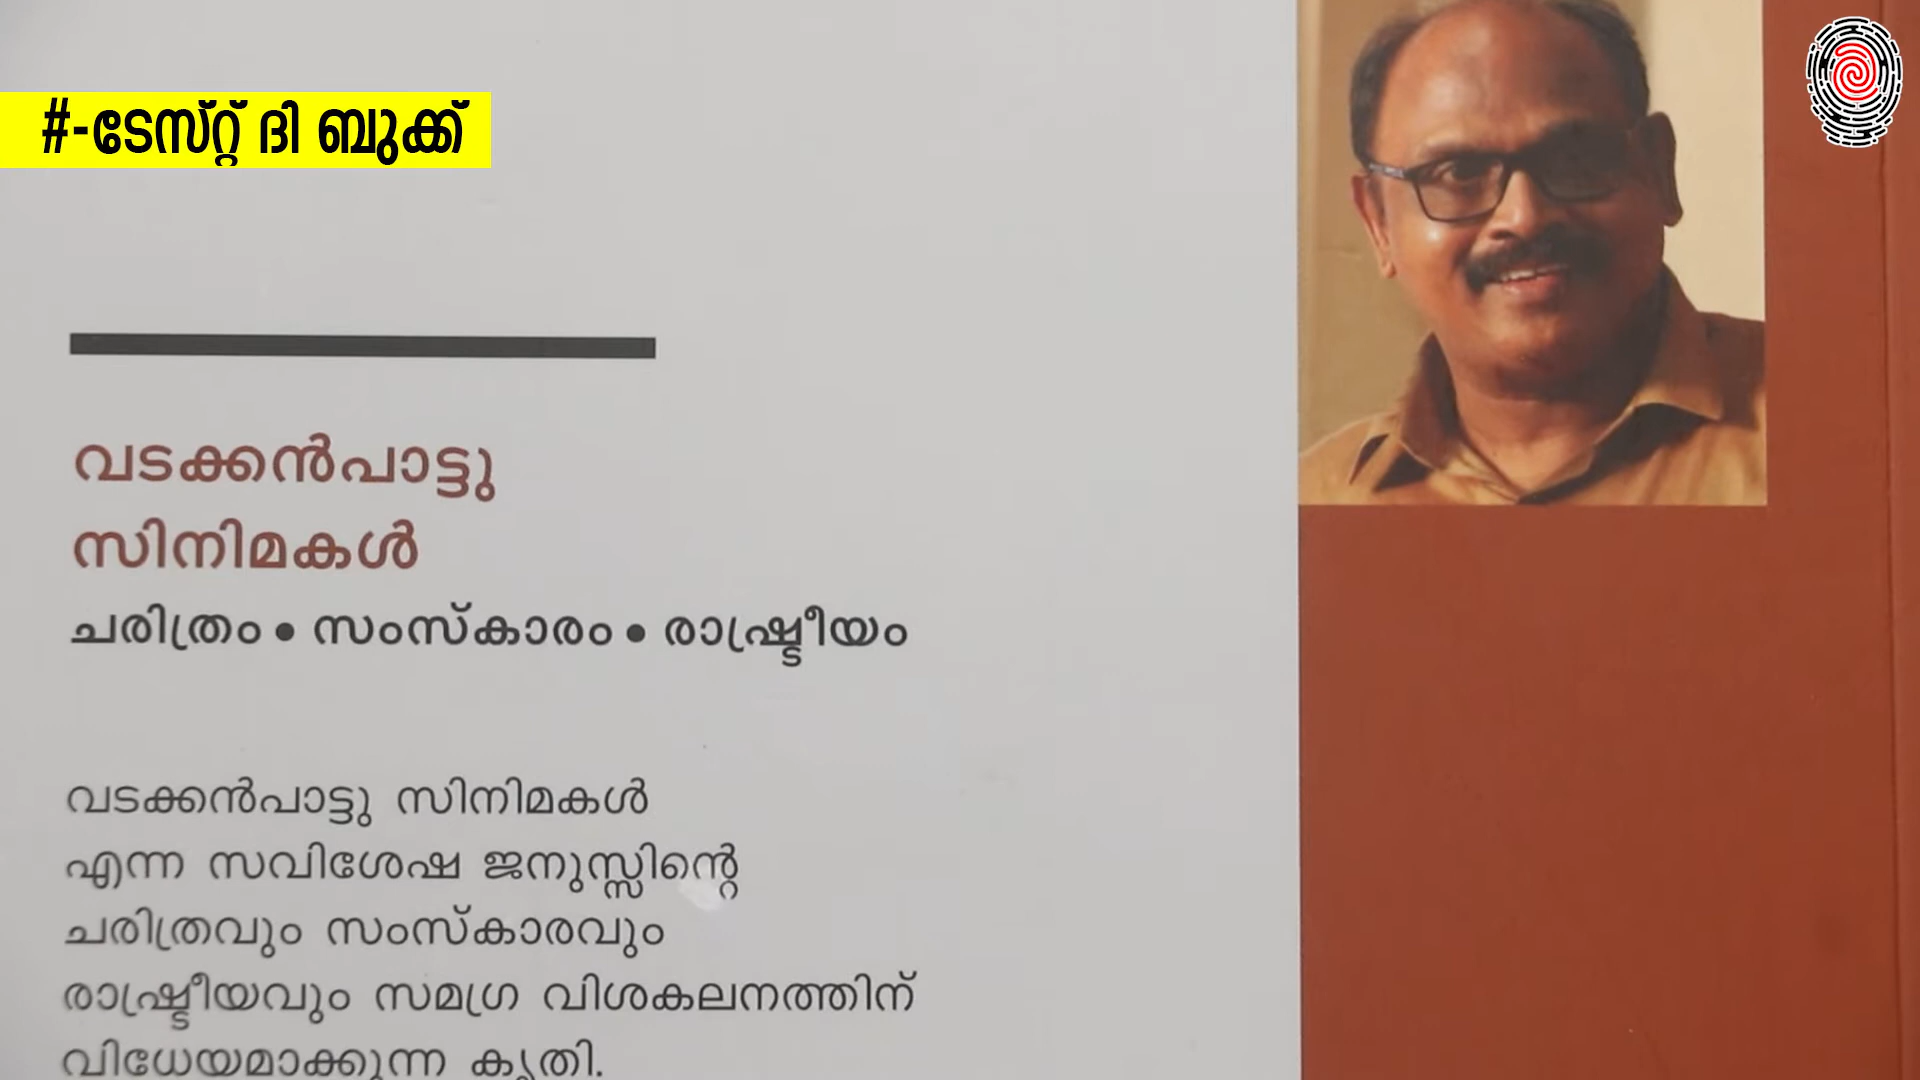 #-ടേസ്റ്റ് ദി ബുക്ക്
വടക്കൻപാട്ടു
സിനിമകൾ
ചരിത്രം • സംസ്കാരം • രാഷ്ട്രീയം
വടക്കൻപാട്ടു സിനിമകൾ
എന്ന സവിശേഷ ജനുസ്സിന്റെ
ചരിത്രവും സംസ്കാരവും
രാഷ്ട്രീയവും സമഗ്ര വിശകലനത്തിന്
വിധേയമാക്കുന്ന കൃതി.